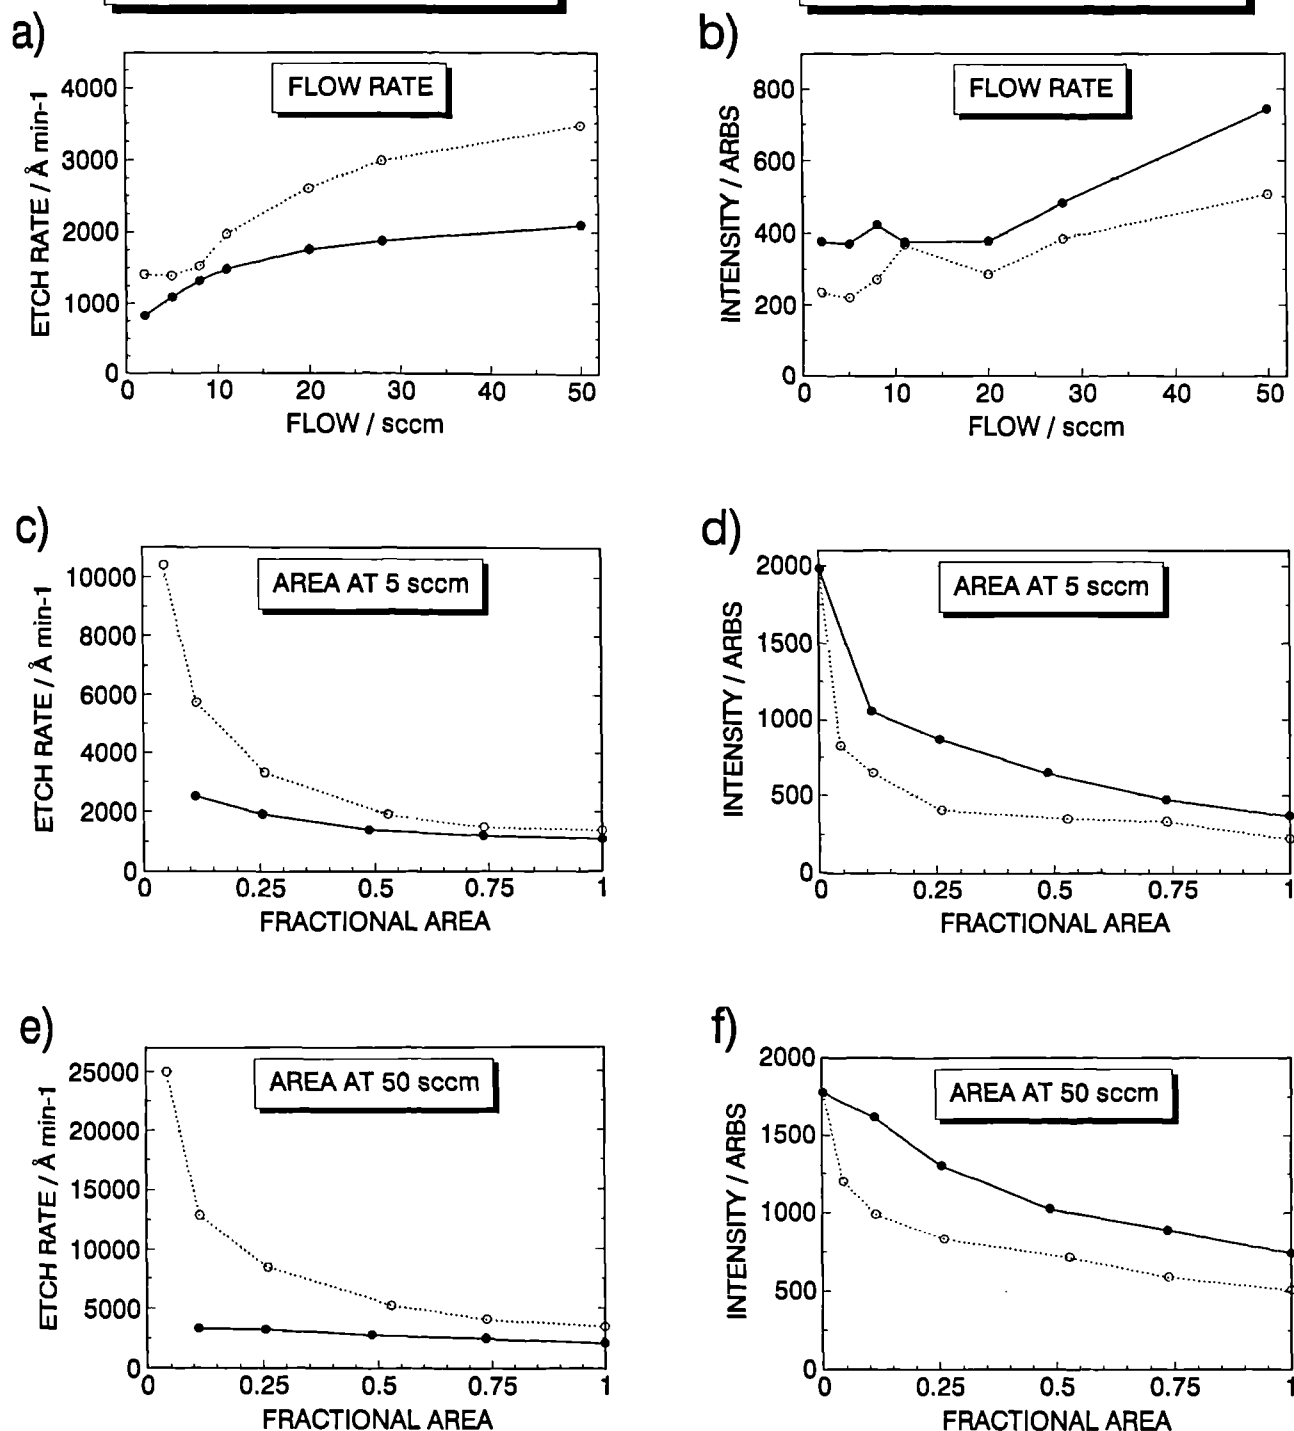 a)
FLOW RATE
ETCH RATE / Å min-1
4000
3000
2000
1000
0
0 10 20 30 40 50
FLOW / sccm
b)
FLOW RATE
INTENSITY / ARBS
800
600
400
200
0
0 10 20 30 40 50
FLOW / sccm
c)
AREA AT 5 sccm
ETCH RATE / Å min-1
10000
8000
6000
4000
2000
0
0 0.25 0.5 0.75 1
FRACTIONAL AREA
d)
AREA AT 5 sccm
INTENSITY / ARBS
2000
1500
1000
500
0
0 0.25 0.5 0.75 1
FRACTIONAL AREA
e)
AREA AT 50 sccm
ETCH RATE / Å min-1
25000
20000
15000
10000
5000
0
0 0.25 0.5 0.75 1
FRACTIONAL AREA
f)
AREA AT 50 sccm
INTENSITY / ARBS
2000
1500
1000
500
0
0 0.25 0.5 0.75 1
FRACTIONAL AREA